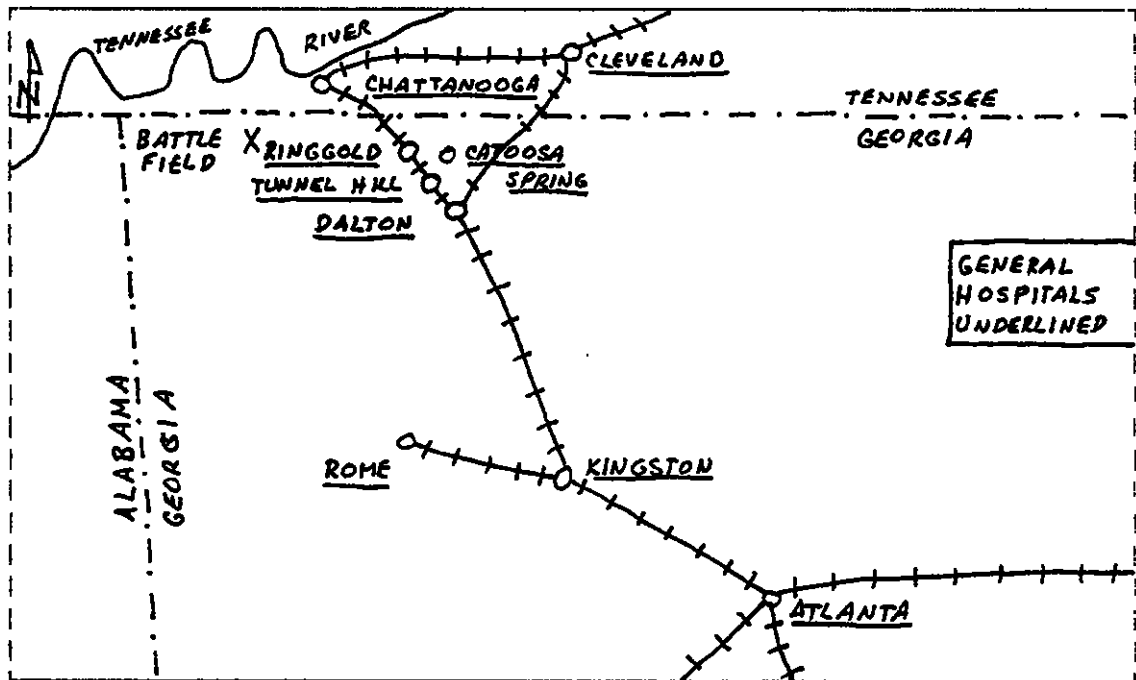 TENNESSEE
RIVER
N
CLEVELAND
CHATTANOOGA
TENNESSEE
GEORGIA
BATTLE
FIELD
X
RINGGOLD
CATOOSA
SPRING
TUNNEL HILL
DALTON
GENERAL
HOSPITALS
UNDERLINED
ALABAMA
GEORGIA
ROME
KINGSTON
ATLANTA